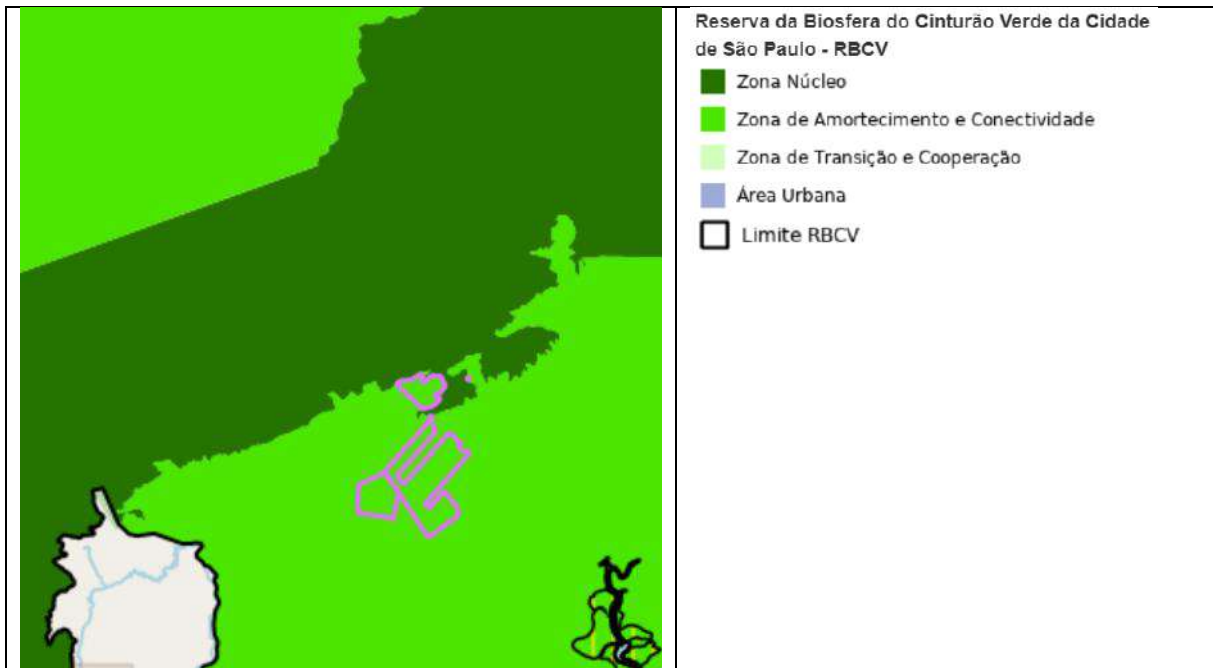 Reserva da Biosfera do Cinturão Verde da Cidade
de São Paulo - RBCV
Zona Núcleo
Zona de Amortecimento e Conectividade
Zona de Transição e Cooperação
Área Urbana
Limite RBCV